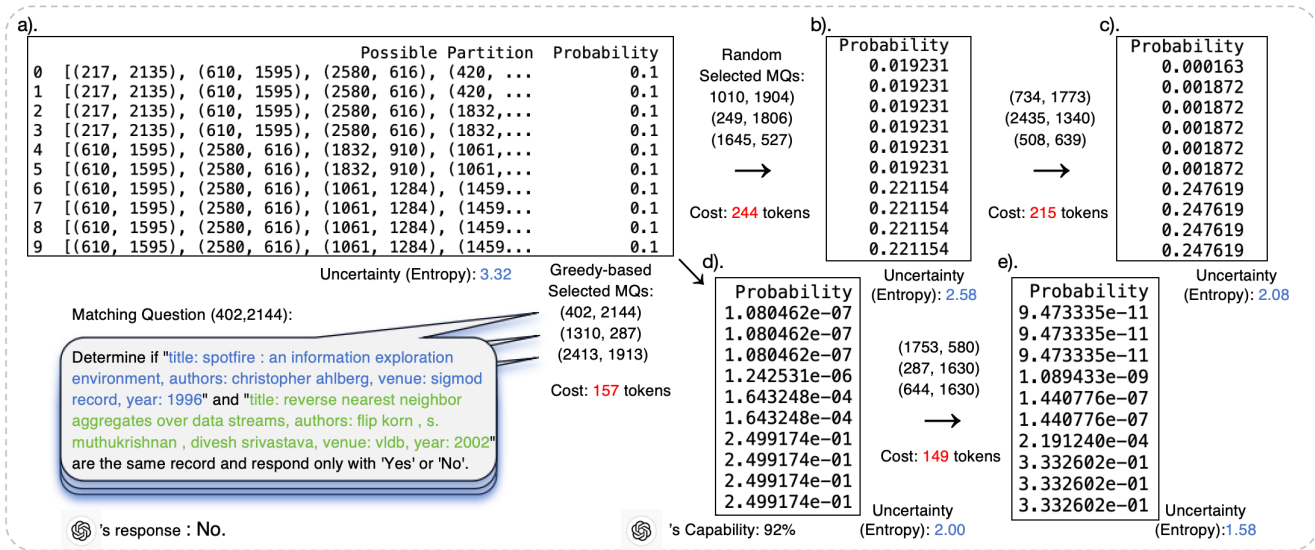 a).
Possible Partition Probability
0 [(217, 2135), (610, 1595), (2580, 616), (420, ... 0.1
1 [(217, 2135), (610, 1595), (2580, 616), (420, ... 0.1
2 [(217, 2135), (610, 1595), (2580, 616), (1832,... 0.1
3 [(217, 2135), (610, 1595), (2580, 616), (1832,... 0.1
4 [(610, 1595), (2580, 616), (1832, 910), (1061,... 0.1
5 [(610, 1595), (2580, 616), (1832, 910), (1061,... 0.1
6 [(610, 1595), (2580, 616), (1061, 1284), (1459... 0.1
7 [(610, 1595), (2580, 616), (1061, 1284), (1459... 0.1
8 [(610, 1595), (2580, 616), (1061, 1284), (1459... 0.1
9 [(610, 1595), (2580, 616), (1061, 1284), (1459... 0.1
Uncertainty (Entropy): 3.32
Random
Selected MQs:
1010, 1904)
(249, 1806)
(1645, 527)
→
Cost: 244 tokens
b).
Probability
0.019231
0.019231
0.019231
0.019231
0.019231
0.019231
0.221154
0.221154
0.221154
0.221154
Uncertainty
(Entropy): 2.58
(734, 1773)
(2435, 1340)
(508, 639)
→
Cost: 215 tokens
c).
Probability
0.000163
0.001872
0.001872
0.001872
0.001872
0.001872
0.247619
0.247619
0.247619
0.247619
Uncertainty
(Entropy): 2.08
Greedy-based
Selected MQs:
(402, 2144)
(1310, 287)
(2413, 1913)
Cost: 157 tokens
Matching Question (402,2144):
Determine if "title: spotfire : an information exploration
environment, authors: christopher ahlberg, venue: sigmod
record, year: 1996" and "title: reverse nearest neighbor
aggregates over data streams, authors: flip korn , s.
muthukrishnan , divesh srivastava, venue: vldb, year: 2002"
are the same record and respond only with 'Yes' or 'No'.
's response : No.
d).
Probability
1.080462e-07
1.080462e-07
1.080462e-07
1.242531e-06
1.643248e-04
1.643248e-04
2.499174e-01
2.499174e-01
2.499174e-01
2.499174e-01
's Capability: 92%
Uncertainty
(Entropy): 2.00
(1753, 580)
(287, 1630)
(644, 1630)
→
Cost: 149 tokens
e).
Probability
9.473335e-11
9.473335e-11
9.473335e-11
1.089433e-09
1.440776e-07
1.440776e-07
2.191240e-04
3.332602e-01
3.332602e-01
3.332602e-01
Uncertainty
(Entropy):1.58